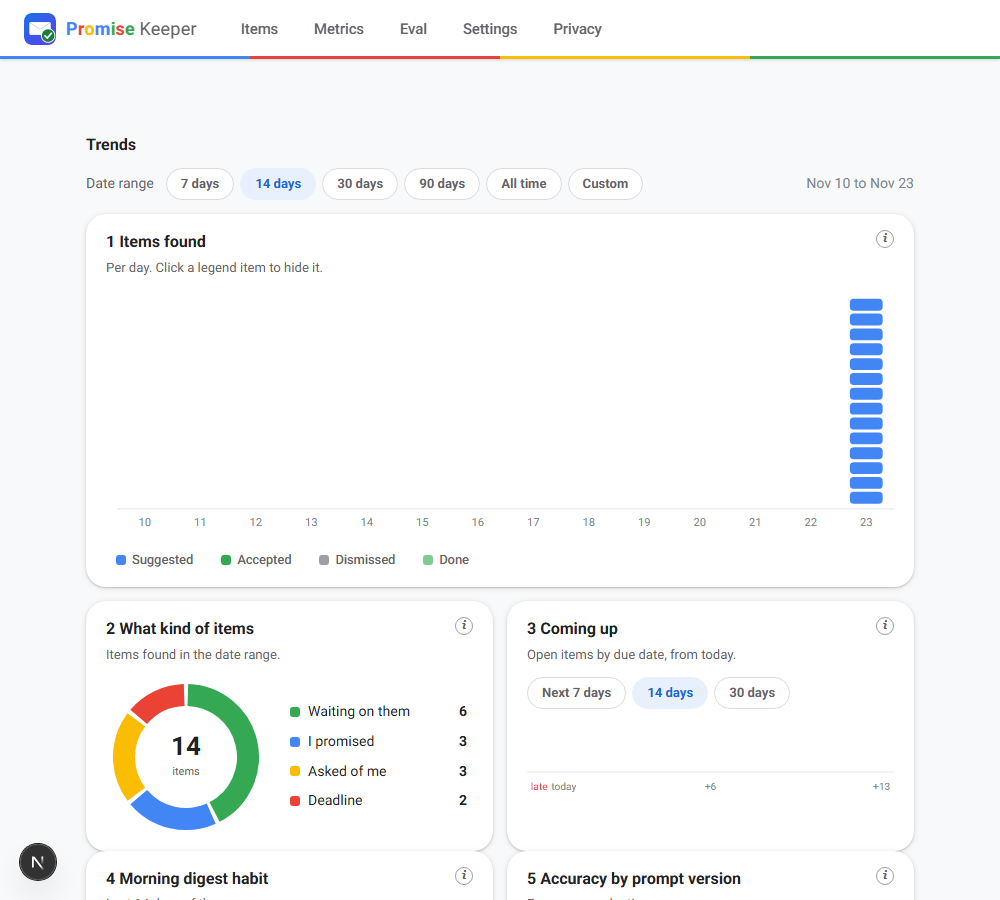 Promise Keeper Items Metrics Eval Settings Privacy
Trends
Date range 7 days 14 days 30 days 90 days All time Custom Nov 10 to Nov 23
1 Items found i
Per day. Click a legend item to hide it.
10 11 12 13 14 15 16 17 18 19 20 21 22 23
Suggested Accepted Dismissed Done
2 What kind of items i
Items found in the date range.
14
items
Waiting on them 6
I promised 3
Asked of me 3
Deadline 2
3 Coming up i
Open items by due date, from today.
Next 7 days 14 days 30 days
late today +6 +13
N
4 Morning digest habit i
5 Accuracy by prompt version i